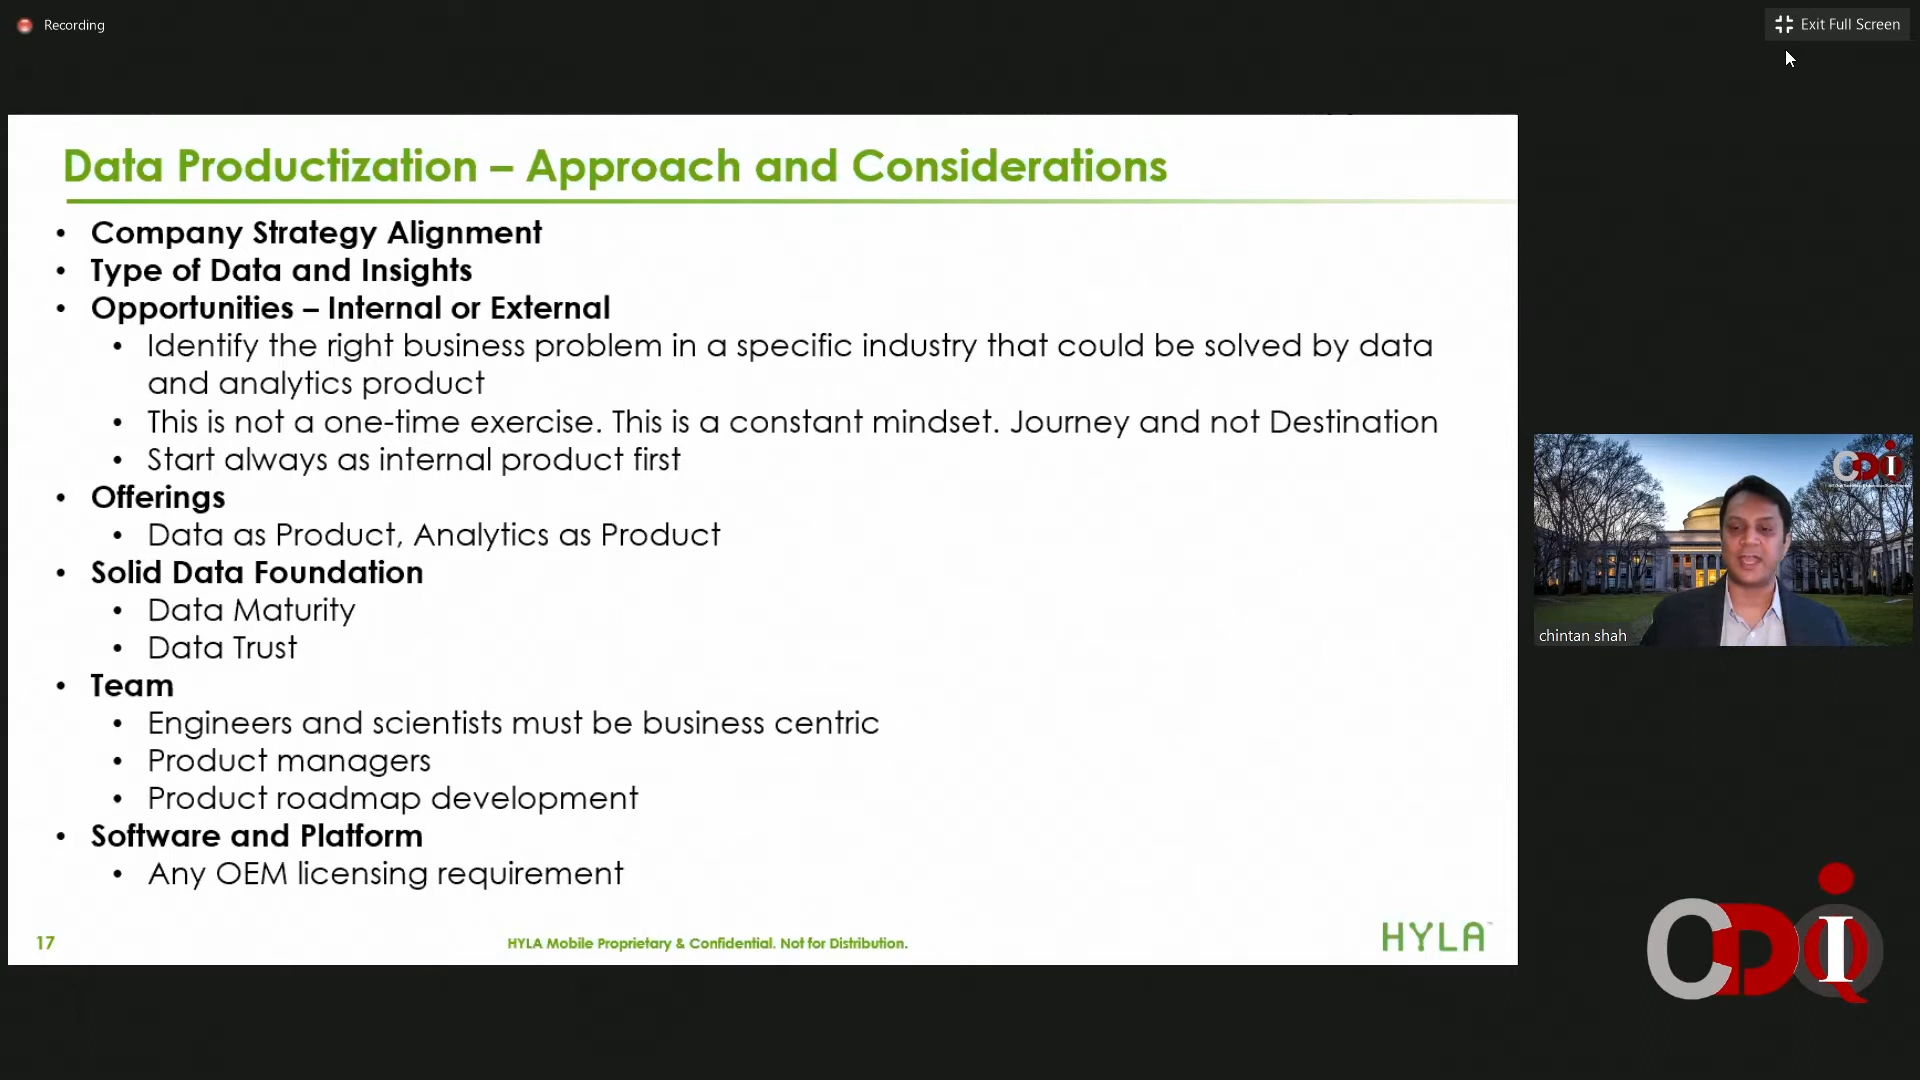 Recording
Exit Full Screen
Data Productization – Approach and Considerations
• Company Strategy Alignment
• Type of Data and Insights
• Opportunities – Internal or External
• Identify the right business problem in a specific industry that could be solved by data
and analytics product
• This is not a one-time exercise. This is a constant mindset. Journey and not Destination
• Start always as internal product first
• Offerings
• Data as Product, Analytics as Product
• Solid Data Foundation
• Data Maturity
• Data Trust
• Team
• Engineers and scientists must be business centric
• Product managers
• Product roadmap development
• Software and Platform
• Any OEM licensing requirement
17
HYLA Mobile Proprietary & Confidential. Not for Distribution.
HYLA™
CDQI
chintan shah
CDQI